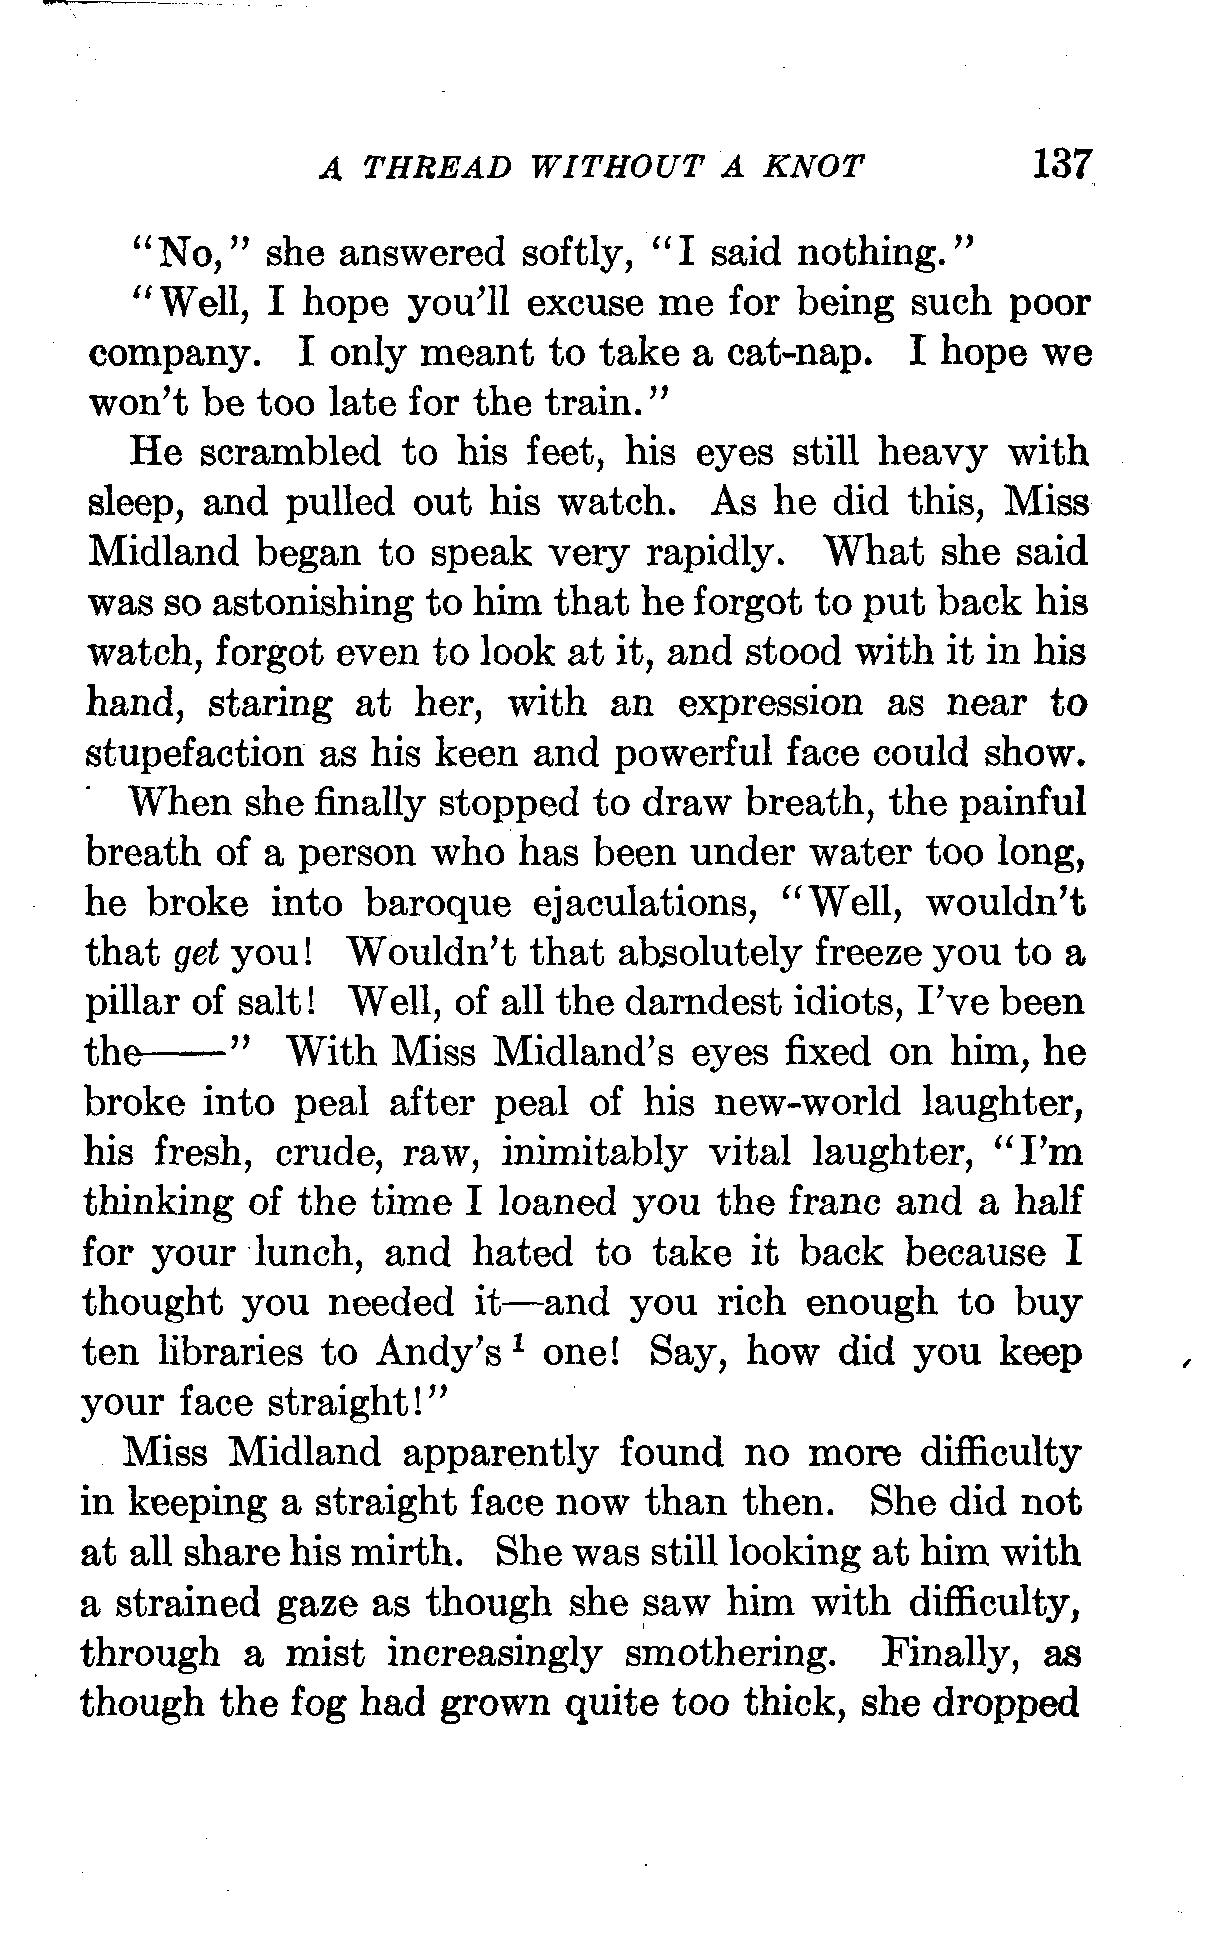 A THREAD WITHOUT A KNOT 137
"No," she answered softly, "I said nothing."
"Well, I hope you'll excuse me for being such poor
company. I only meant to take a cat-nap. I hope we
won't be too late for the train."
He scrambled to his feet, his eyes still heavy with
sleep, and pulled out his watch. As he did this, Miss
Midland began to speak very rapidly. What she said
was so astonishing to him that he forgot to put back his
watch, forgot even to look at it, and stood with it in his
hand, staring at her, with an expression as near to
stupefaction as his keen and powerful face could show.
When she finally stopped to draw breath, the painful
breath of a person who has been under water too long,
he broke into baroque ejaculations, "Well, wouldn't
that get you! Wouldn't that absolutely freeze you to a
pillar of salt! Well, of all the darndest idiots, I've been
the——" With Miss Midland's eyes fixed on him, he
broke into peal after peal of his new-world laughter,
his fresh, crude, raw, inimitably vital laughter, "I'm
thinking of the time I loaned you the franc and a half
for your lunch, and hated to take it back because I
thought you needed it—and you rich enough to buy
ten libraries to Andy's¹ one! Say, how did you keep
your face straight!"
Miss Midland apparently found no more difficulty
in keeping a straight face now than then. She did not
at all share his mirth. She was still looking at him with
a strained gaze as though she saw him with difficulty,
through a mist increasingly smothering. Finally, as
though the fog had grown quite too thick, she dropped